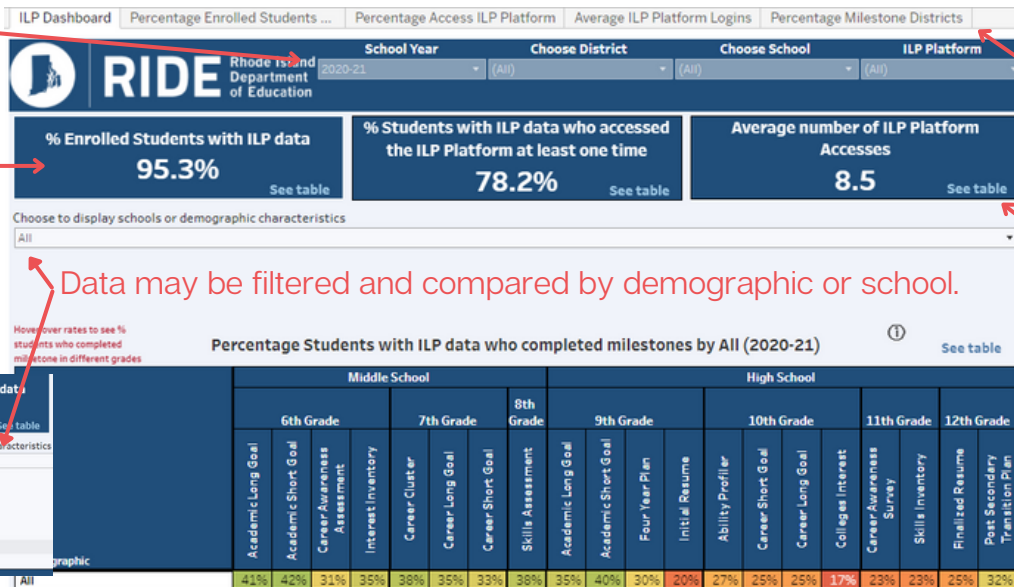 ILP Dashboard
Percentage Enrolled Students ...
Percentage Access ILP Platform
Average ILP Platform Logins
Percentage Milestone Districts
RIDE
Rhode Island
Department
of Education
School Year
Choose District
Choose School
ILP Platform
2020-21
(All)
(All)
(All)
% Enrolled Students with ILP data
95.3%
See table
% Students with ILP data who accessed
the ILP Platform at least one time
78.2%
See table
Average number of ILP Platform
Accesses
8.5
See table
Choose to display schools or demographic characteristics
All
Data may be filtered and compared by demographic or school.
Hover over rates to see %
students who completed
milestone in different grades
Percentage Students with ILP data who completed milestones by All (2020-21)
See table
data
See table
Middle School
High School
6th Grade
7th Grade
8th
Grade
9th Grade
10th Grade
11th Grade
12th Grade
Academic Long Goal
Academic Short Goal
Career Awareness
Assessment
Interest Inventory
Career Cluster
Career Long Goal
Career Short Goal
Skills Assessment
Academic Long Goal
Academic Short Goal
Four Year Plan
Initial Resume
Ability Profiler
Career Short Goal
Career Long Goal
Colleges Interest
Career Awareness
Survey
Skills Inventory
Finalized Resume
Post Secondary
Transition Plan
All
41% 42% 31% 35% 38% 35% 33% 38% 35% 40% 30% 20% 27% 25% 25% 17% 23% 23% 25% 32%